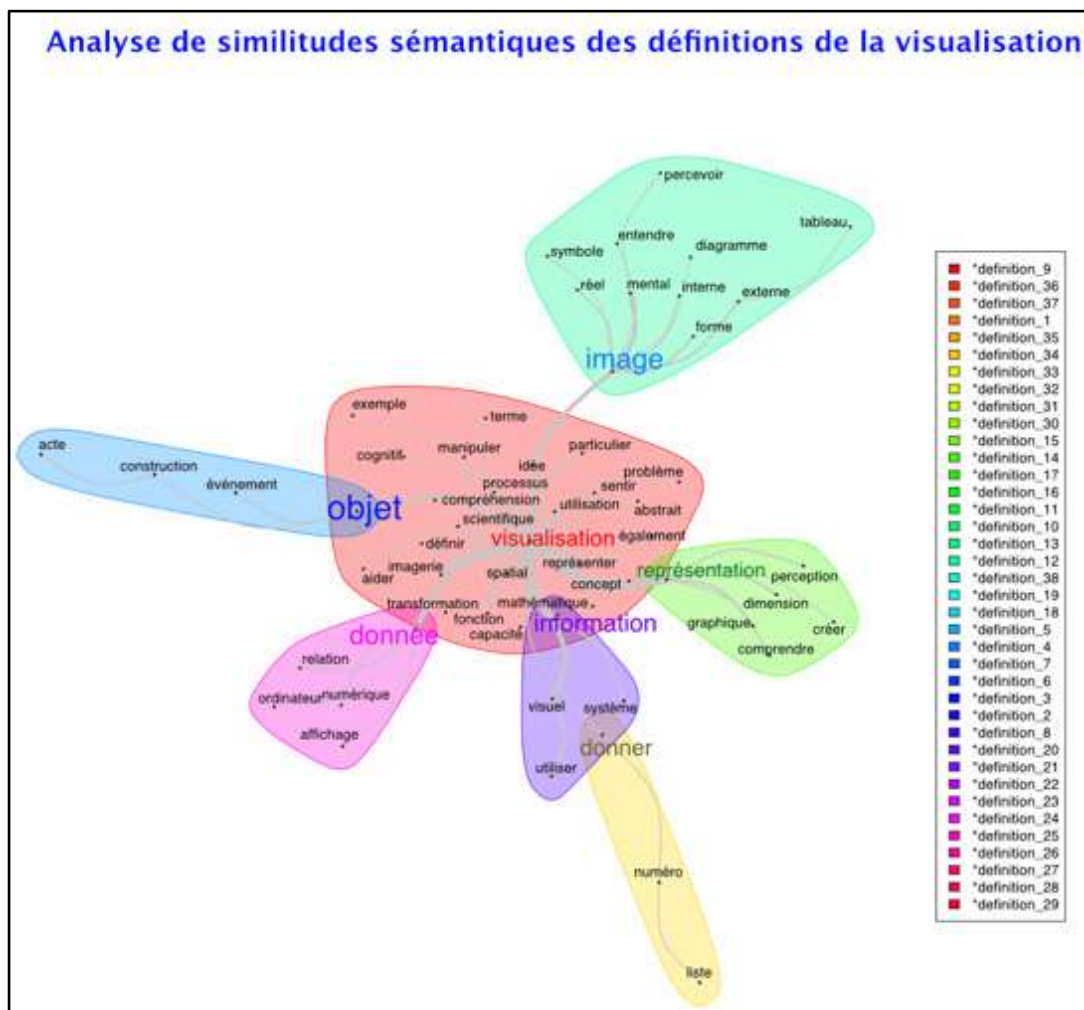 Analyse de similitudes sémantiques des définitions de la visualisation
percevoir
tableau
entendre
diagramme
symbole
réel
mental
interne
externe
forme
image
exemple
terme
particulier
cognitif
manipuler
idée
problème
processus
sentir
compréhension
utilisation
abstrait
scientifique
définir
visualisation
également
imagerie
spatial
représenter
aider
concept
transformation
mathématique
fonction
capacité
acte
construction
événement
objet
représentation
perception
dimension
graphique
créer
comprendre
donnée
relation
ordinateur
numérique
affichage
information
visuel
système
utiliser
donner
numéro
liste
*definition_9
*definition_36
*definition_37
*definition_1
*definition_35
*definition_34
*definition_33
*definition_32
*definition_31
*definition_30
*definition_15
*definition_14
*definition_17
*definition_16
*definition_11
*definition_10
*definition_13
*definition_12
*definition_38
*definition_19
*definition_18
*definition_5
*definition_4
*definition_7
*definition_6
*definition_3
*definition_2
*definition_8
*definition_20
*definition_21
*definition_22
*definition_23
*definition_24
*definition_25
*definition_26
*definition_27
*definition_28
*definition_29